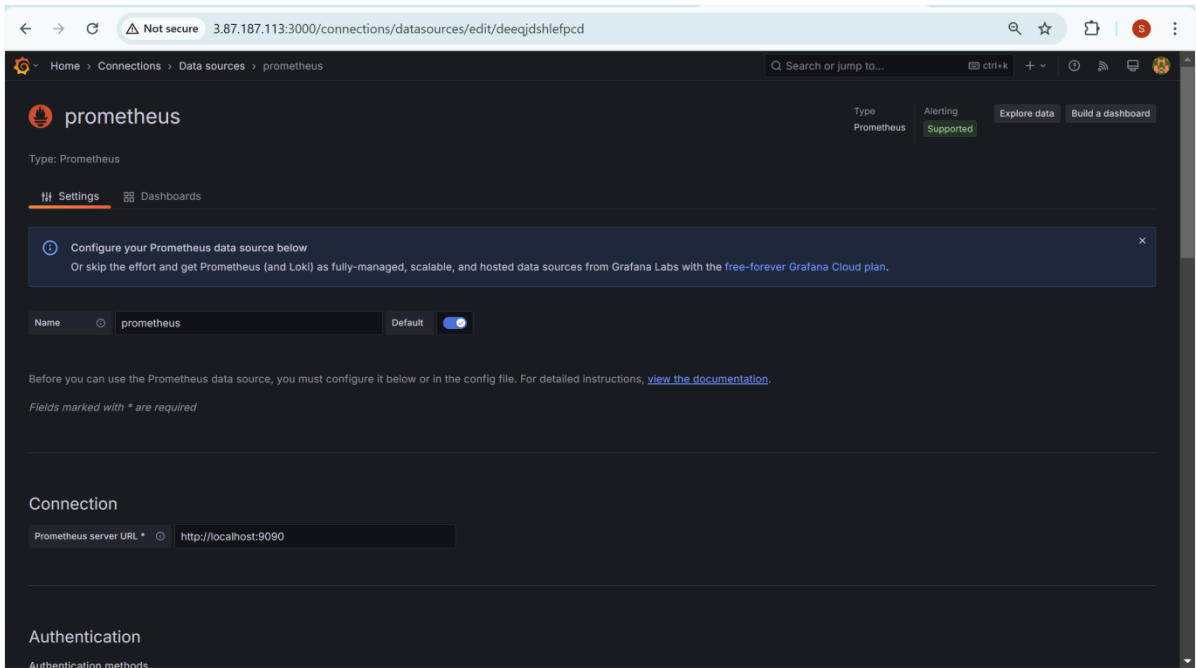 Not secure 3.87.187.113:3000/connections/datasources/edit/deeqjdshlefpcd S
Home › Connections › Data sources › prometheus Search or jump to... ctrl+k
prometheus
Type Alerting
Prometheus Supported Explore data Build a dashboard
Type: Prometheus
Settings Dashboards
Configure your Prometheus data source below
Or skip the effort and get Prometheus (and Loki) as fully-managed, scalable, and hosted data sources from Grafana Labs with the free-forever Grafana Cloud plan.
Name prometheus Default
Before you can use the Prometheus data source, you must configure it below or in the config file. For detailed instructions, view the documentation.
Fields marked with * are required
Connection
Prometheus server URL * http://localhost:9090
Authentication
Authentication methods